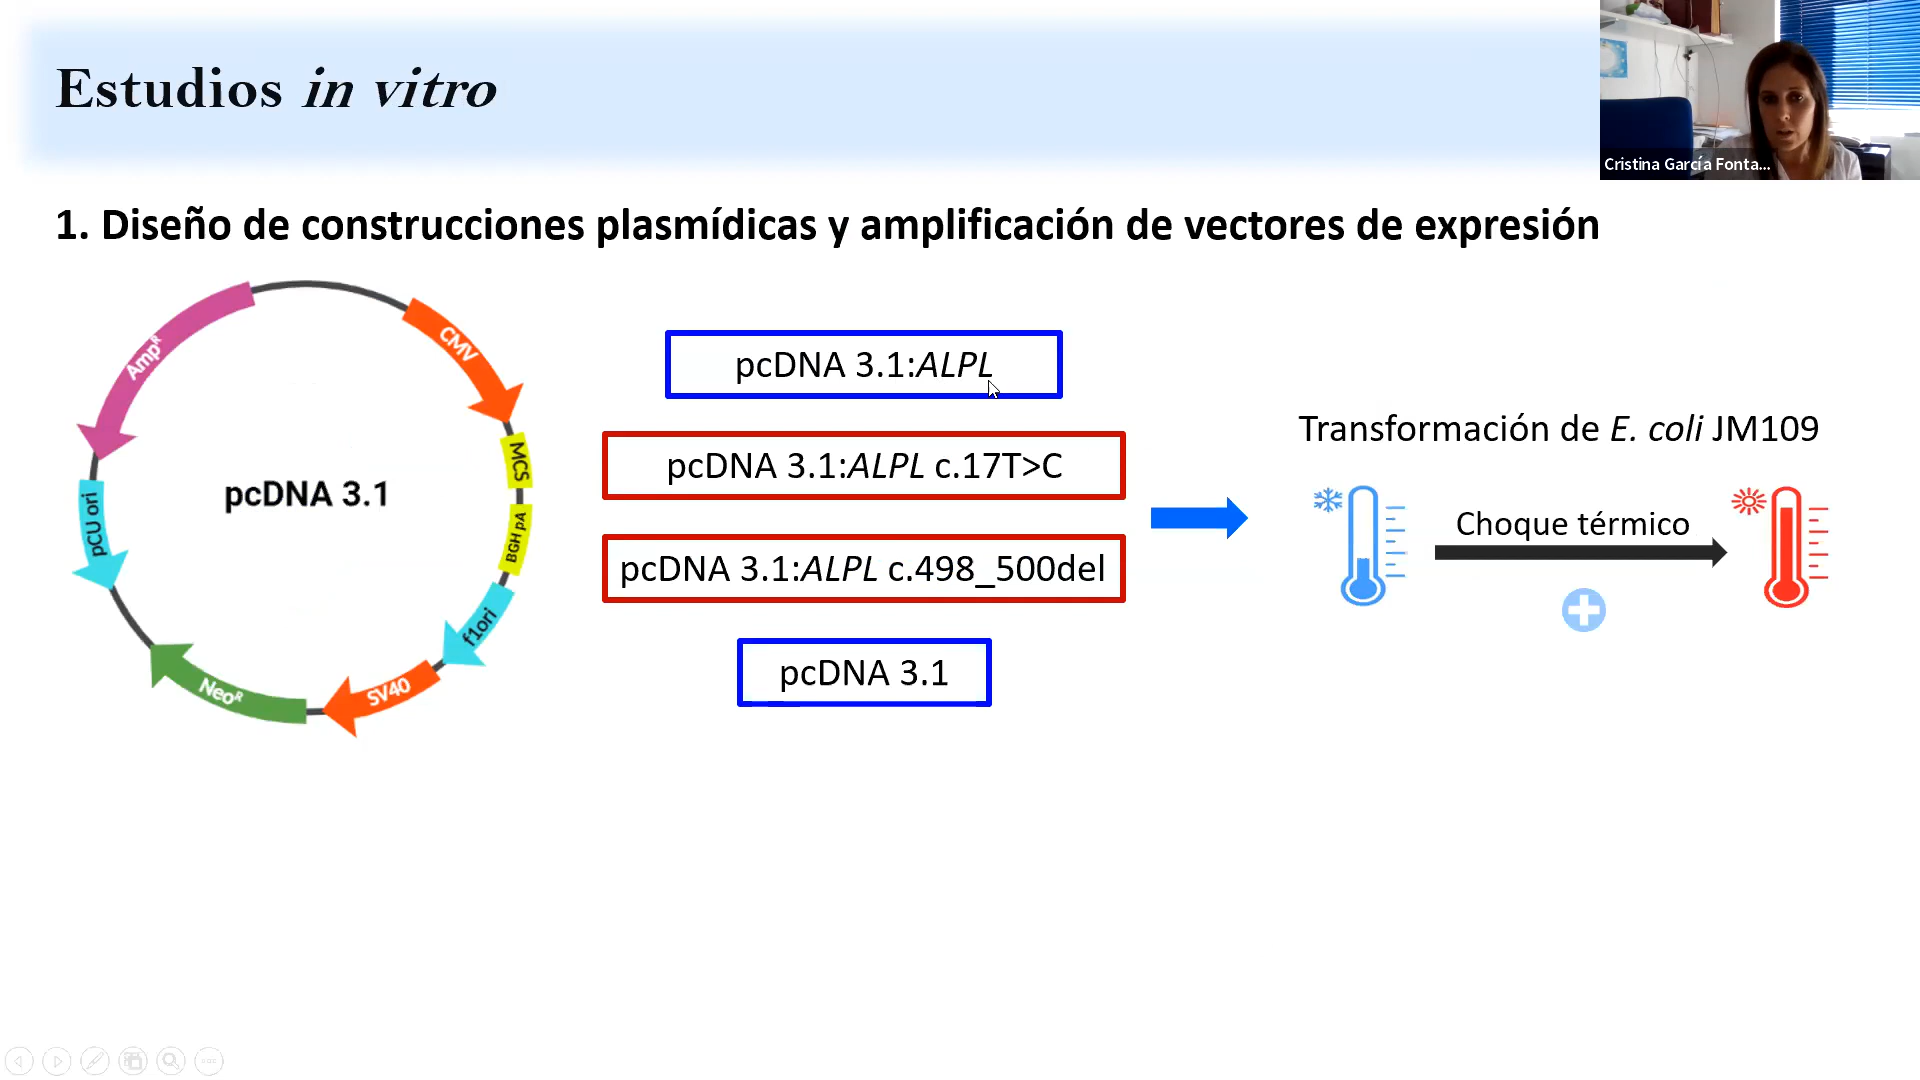 Estudios in vitro
Cristina García Fonta...
1. Diseño de construcciones plasmídicas y amplificación de vectores de expresión
AmpR
CMV
MCS
BGH pA
f1ori
SV40
NeoR
pCU ori
pcDNA 3.1
pcDNA 3.1:ALPL
pcDNA 3.1:ALPL c.17T>C
pcDNA 3.1:ALPL c.498_500del
pcDNA 3.1
Transformación de E. coli JM109
Choque térmico